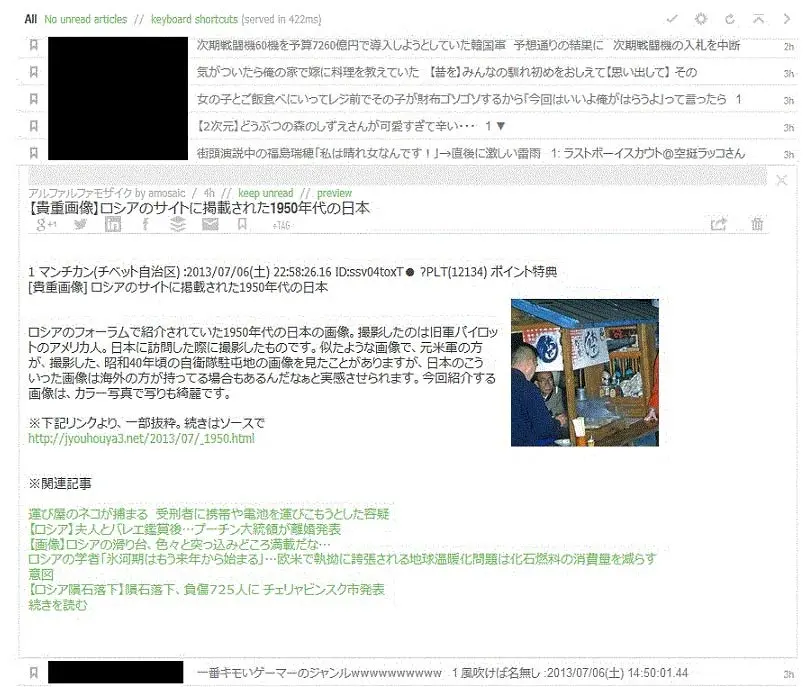 All No unread articles // keyboard shortcuts (served in 422ms)
次期戦闘機60機を予算7260億円で導入しようとしていた韓国軍 予想通りの結果に 次期戦闘機の入札を中断 2h
気がついたら俺の家で嫁に料理を教えていた 【昔を】みんなの馴れ初めをおしえて【思い出して】 その 3h
女の子とご飯食べにいってレジ前でその子が財布ゴソゴソするから「今回はいいよ俺がはらうよ」って言ったら 1 3h
【2次元】どうぶつの森のしずえさんが可愛すぎて辛い･･･ 1 ▼ 3h
街頭演説中の福島瑞穂「私は晴れ女なんです！」→直後に激しい雷雨 1: ラストボーイスカウト@空挺ラッコさん 3h
アルファルファモザイク by amosaic / 4h // keep unread // preview
【貴重画像】ロシアのサイトに掲載された1950年代の日本
g+1 in f +TAG
1 マンチカン(チベット自治区) :2013/07/06(土) 22:58:26.16 ID:ssv04toxT● ?PLT(12134) ポイント特典
[貴重画像] ロシアのサイトに掲載された1950年代の日本
ロシアのフォーラムで紹介されていた1950年代の日本の画像。撮影したのは旧軍パイロッ
トのアメリカ人。日本に訪問した際に撮影したものです。似たような画像で、元米軍の方
が、撮影した、昭和40年頃の自衛隊駐屯地の画像を見たことがありますが、日本のこう
いった画像は海外の方が持ってる場合もあるんだなぁと実感させられます。今回紹介する
画像は、カラー写真で写りも綺麗です。
※下記リンクより、一部抜粋。続きはソースで
http://jyouhouya3.net/2013/07/_1950.html
※関連記事
運び屋のネコが捕まる 受刑者に携帯や電池を運びこもうとした容疑
【ロシア】夫人とバレエ鑑賞後…プーチン大統領が離婚発表
【画像】ロシアの滑り台、色々と突っ込みどころ満載だな…
ロシアの学者「氷河期はもう来年から始まる」…欧米で執拗に誇張される地球温暖化問題は化石燃料の消費量を減らす
意図
【ロシア隕石落下】隕石落下、負傷725人に チェリャビンスク市発表
続きを読む
一番キモいゲーマーのジャンルwwwwwwwwww 1 風吹けば名無し :2013/07/06(土) 14:50:01.44 3h